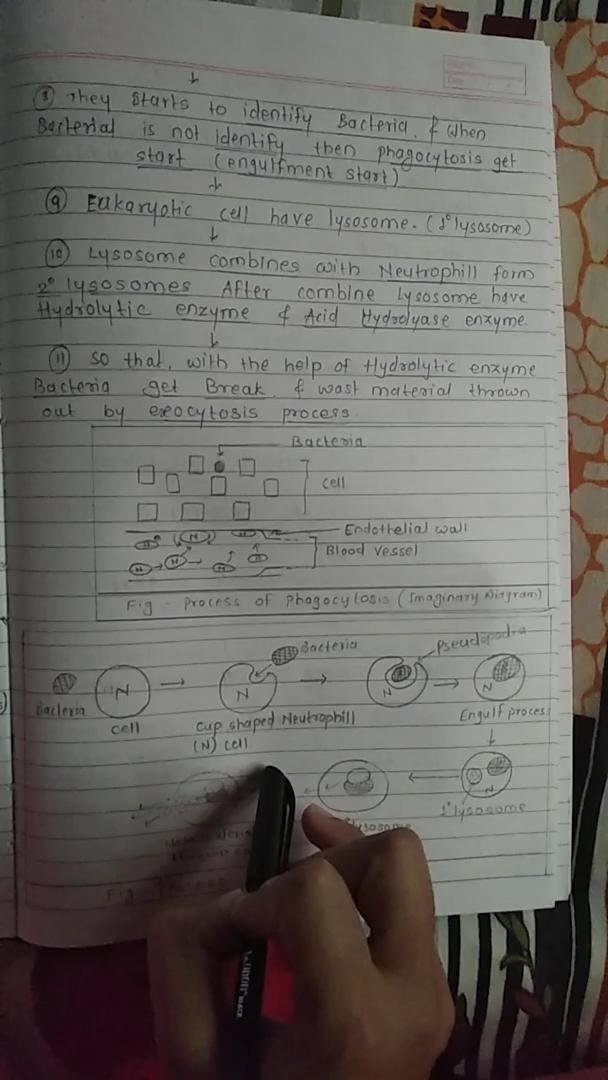 ⑧ They starts to identify Bacteria. & when
Bacterial is not identify then phagocytosis get
start (engulfment start)
⑨ Eukaryotic cell have lysosome. (1° lysosome)
⑩ Lysosome combines with Neutrophill form
2° lysosomes After combine Lysosome have
Hydrolytic enzyme & Acid Hydrolyase enzyme.
⑪ so that, with the help of Hydrolytic enzyme
Bacteria get Break. & wast material thrown
out by exocytosis process.
Bacteria
cell
Endothelial wall
Blood vessel
N
N
N
Fig - Process of Phagocytosis (Imaginary Diagram)
Bacteria
Pseudopodia
N
N
N
N
Bacteria
cell
cup shaped Neutrophill
(N) cell
Engulf process
N
1° lysosome
lysosome
Fig